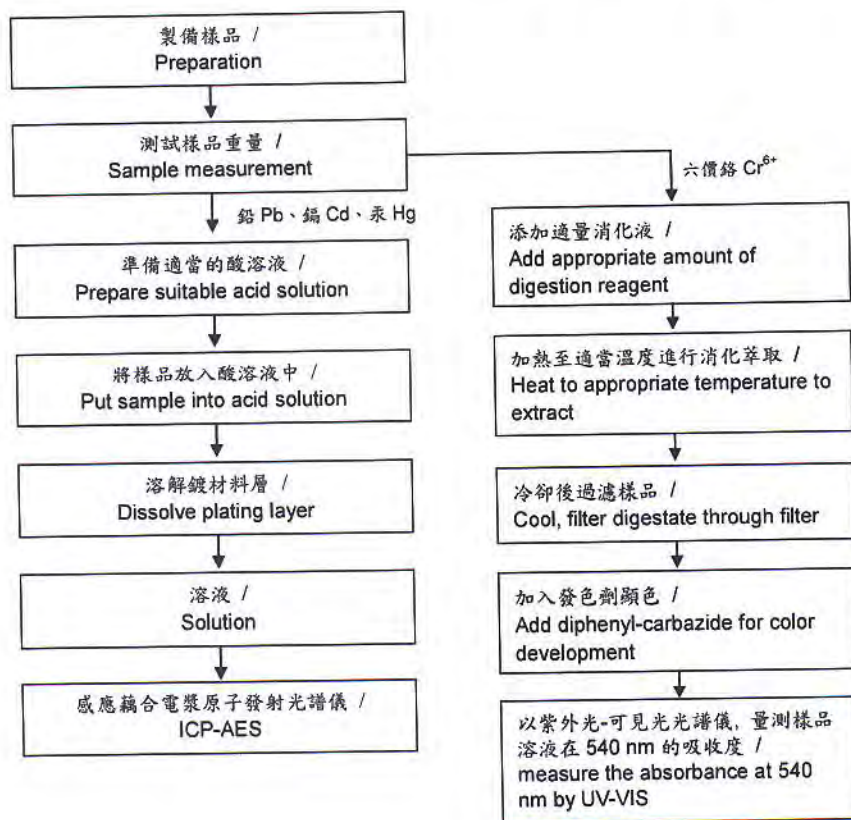 製備樣品 /
Preparation
測試樣品重量 /
Sample measurement
鉛 Pb、鎘 Cd、汞 Hg
準備適當的酸溶液 /
Prepare suitable acid solution
將樣品放入酸溶液中 /
Put sample into acid solution
溶解鍍材料層 /
Dissolve plating layer
溶液 /
Solution
感應藕合電漿原子發射光譜儀 /
ICP-AES
六價鉻 Cr⁶⁺
添加適量消化液 /
Add appropriate amount of
digestion reagent
加熱至適當溫度進行消化萃取 /
Heat to appropriate temperature to
extract
冷卻後過濾樣品 /
Cool, filter digestate through filter
加入發色劑顯色 /
Add diphenyl-carbazide for color
development
以紫外光-可見光光譜儀, 量測樣品
溶液在 540 nm 的吸收度 /
measure the absorbance at 540
nm by UV-VIS